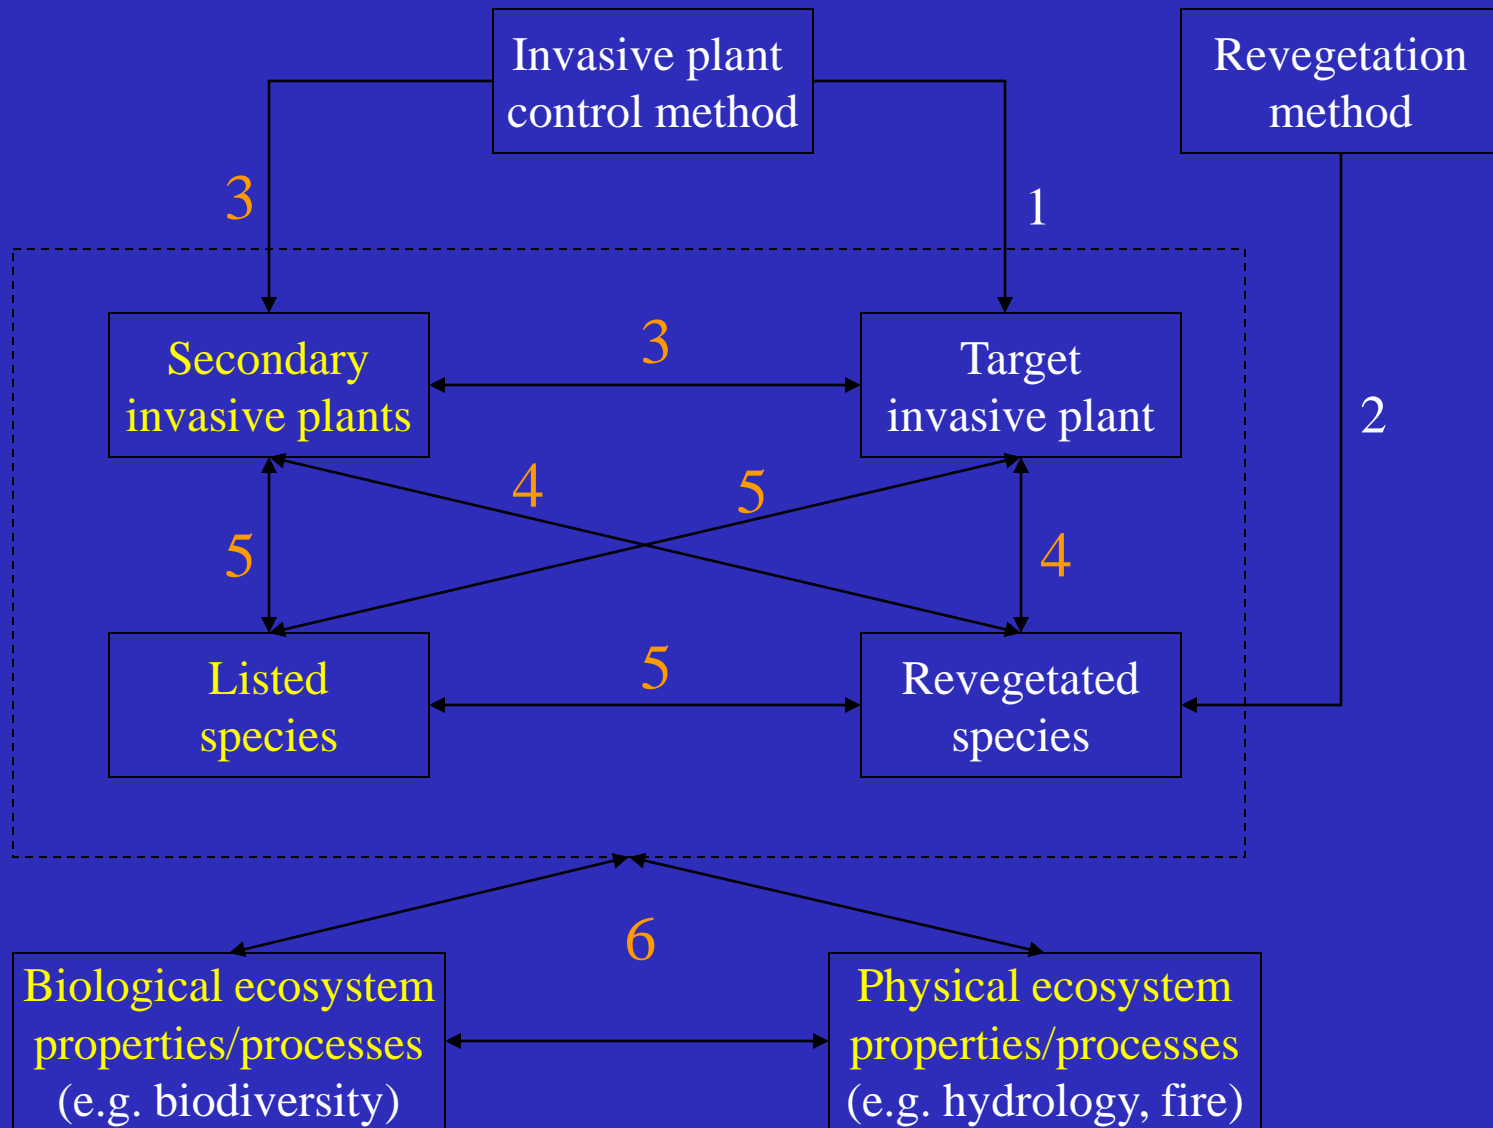 Invasive plant
control method
Revegetation
method
3
1
2
Secondary
invasive plants
3
Target
invasive plant
4
5
5
4
Listed
species
5
Revegetated
species
6
Biological ecosystem
properties/processes
(e.g. biodiversity)
Physical ecosystem
properties/processes
(e.g. hydrology, fire)